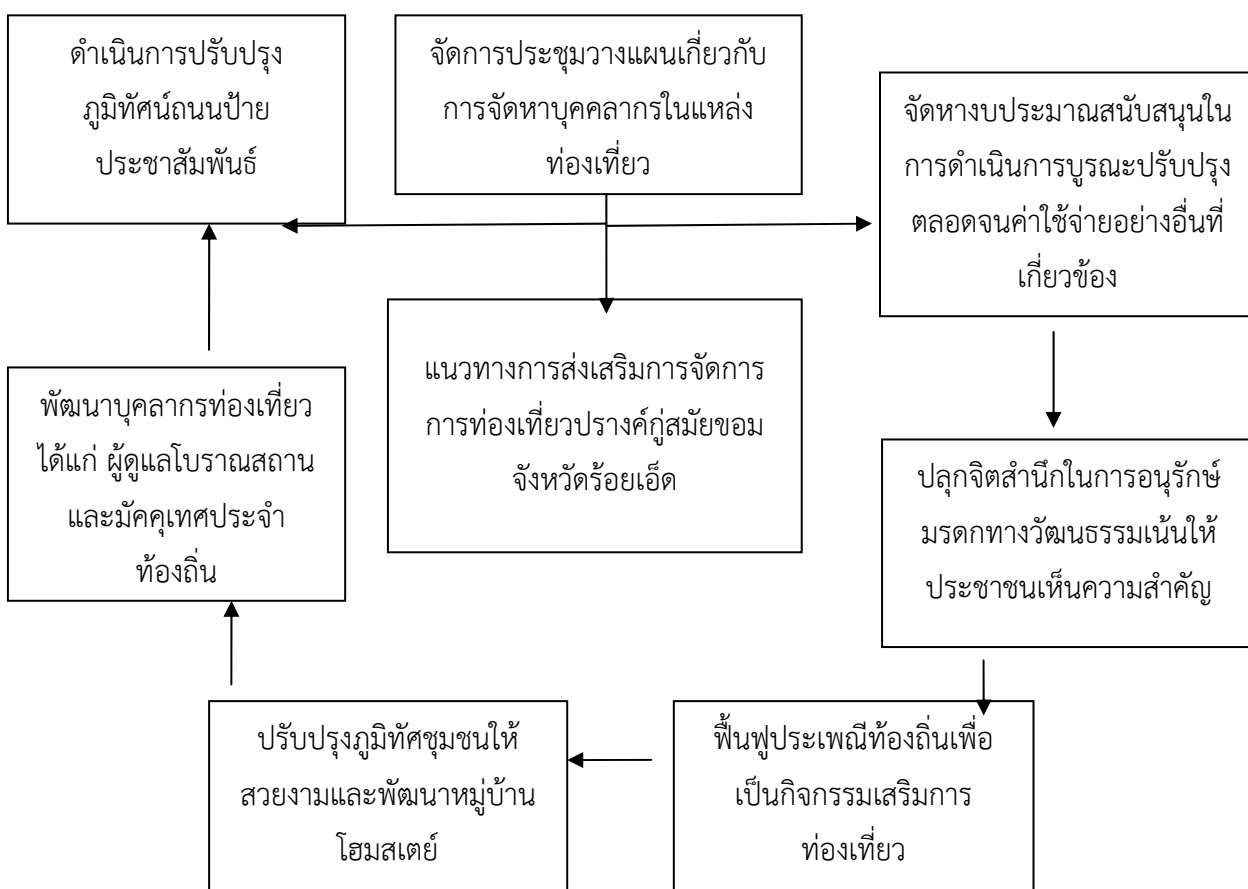 ดำเนินการปรับปรุง
ภูมิทัศน์ถนนป้าย
ประชาสัมพันธ์
จัดการประชุมวางแผนเกี่ยวกับ
การจัดหาบุคคลากรในแหล่ง
ท่องเที่ยว
จัดหางบประมาณสนับสนุนใน
การดำเนินการบูรณะปรับปรุง
ตลอดจนค่าใช้จ่ายอย่างอื่นที่
เกี่ยวข้อง
แนวทางการส่งเสริมการจัดการ
การท่องเที่ยวปรางค์กู่สมัยขอม
จังหวัดร้อยเอ็ด
พัฒนาบุคลากรท่องเที่ยว
ได้แก่ ผู้ดูแลโบราณสถาน
และมัคคุเทศประจำ
ท้องถิ่น
ปลุกจิตสำนึกในการอนุรักษ์
มรดกทางวัฒนธรรมเน้นให้
ประชาชนเห็นความสำคัญ
ปรับปรุงภูมิทัศชุมชนให้
สวยงามและพัฒนาหมู่บ้าน
โฮมสเตย์
ฟื้นฟูประเพณีท้องถิ่นเพื่อ
เป็นกิจกรรมเสริมการ
ท่องเที่ยว